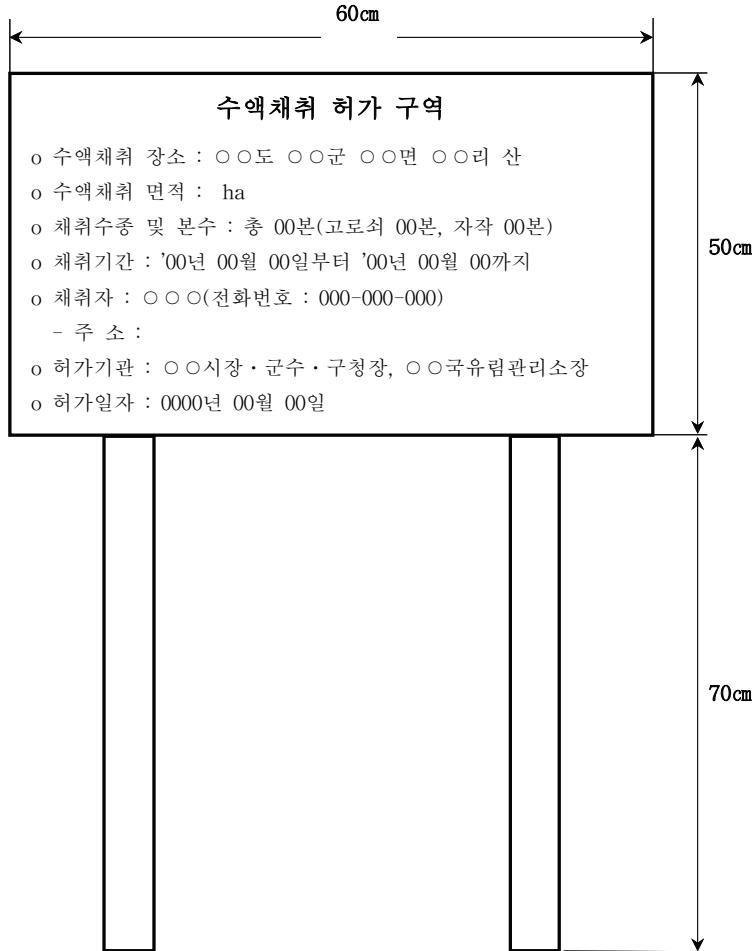 60㎝
수액채취 허가 구역
o 수액채취 장소 : ○○도 ○○군 ○○면 ○○리 산
o 수액채취 면적 : ha
o 채취수종 및 본수 : 총 00본(고로쇠 00본, 자작 00본)
o 채취기간 : '00년 00월 00일부터 '00년 00월 00까지
o 채취자 : ○○○(전화번호 : 000-000-000)
- 주 소 :
o 허가기관 : ○○시장·군수·구청장, ○○국유림관리소장
o 허가일자 : 0000년 00월 00일
50㎝
70㎝